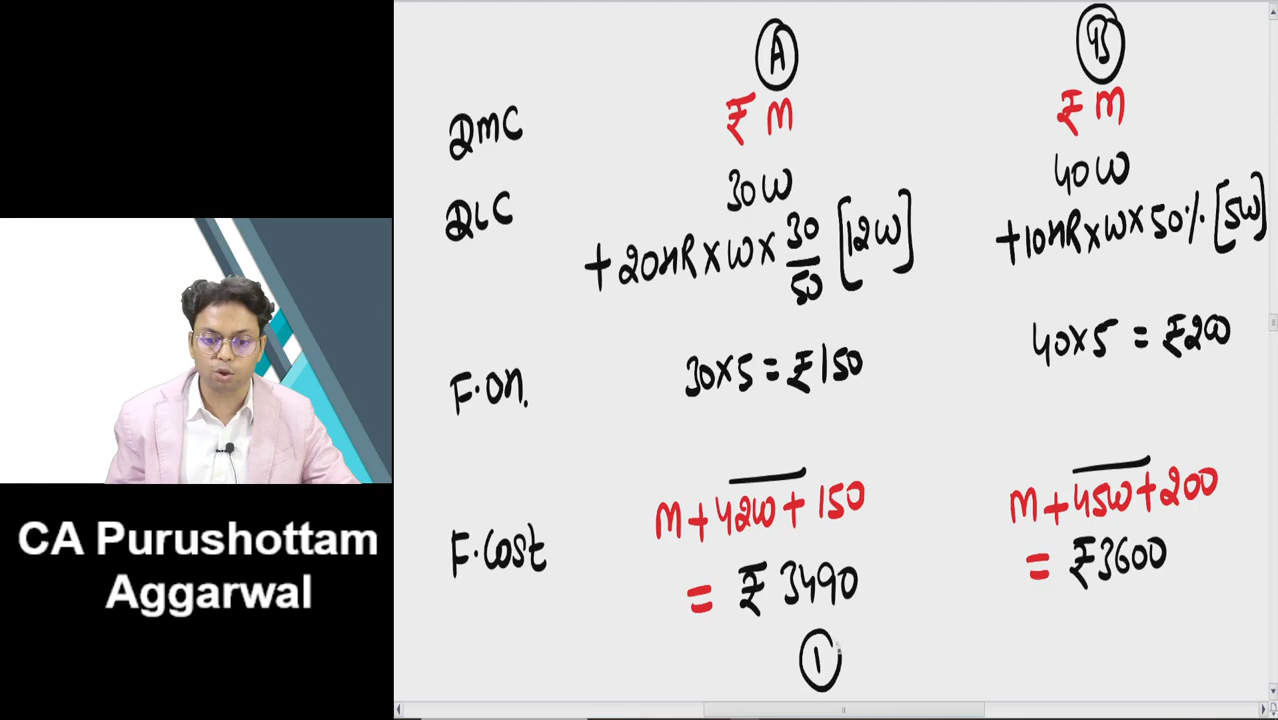 A B
DMC ₹ M ₹ M
DLC 30W 40W
+20HR×W×30/50 [12W] +10HR×W×50% [5W]
F.OH. 30×5=₹150 40×5 = ₹200
M+42W+150 M+45W+200
F.Cost = ₹3490 = ₹3600
1
CA Purushottam
Aggarwal